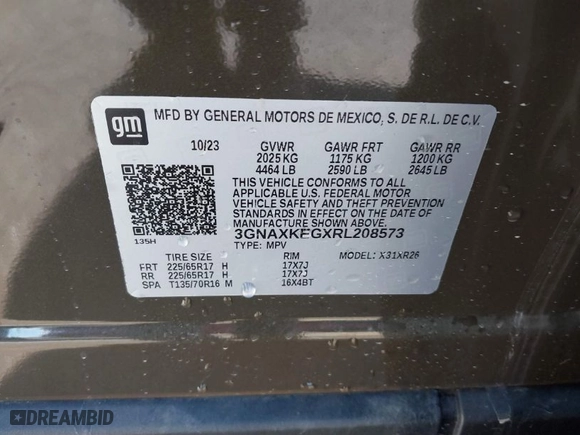 gm MFD BY GENERAL MOTORS DE MEXICO, S. DE R.L. DE C.V.
10/23 GVWR GAWR FRT GAWR RR
2025 KG 1175 KG 1200 KG
4464 LB 2590 LB 2645 LB
THIS VEHICLE CONFORMS TO ALL
APPLICABLE U.S. FEDERAL MOTOR
VEHICLE SAFETY AND THEFT
PREVENTION STANDARDS IN EFFECT
ON THE DATE OF MANUFACTURE
SHOWN ABOVE.
3GNAXKEGXRL208573
135H TYPE: MPV MODEL: X31XR26
TIRE SIZE RIM
FRT 225/65R17 H 17X7J
RR 225/65R17 H 17X7J
SPA T135/70R16 M 16X4BT
DREAMBID